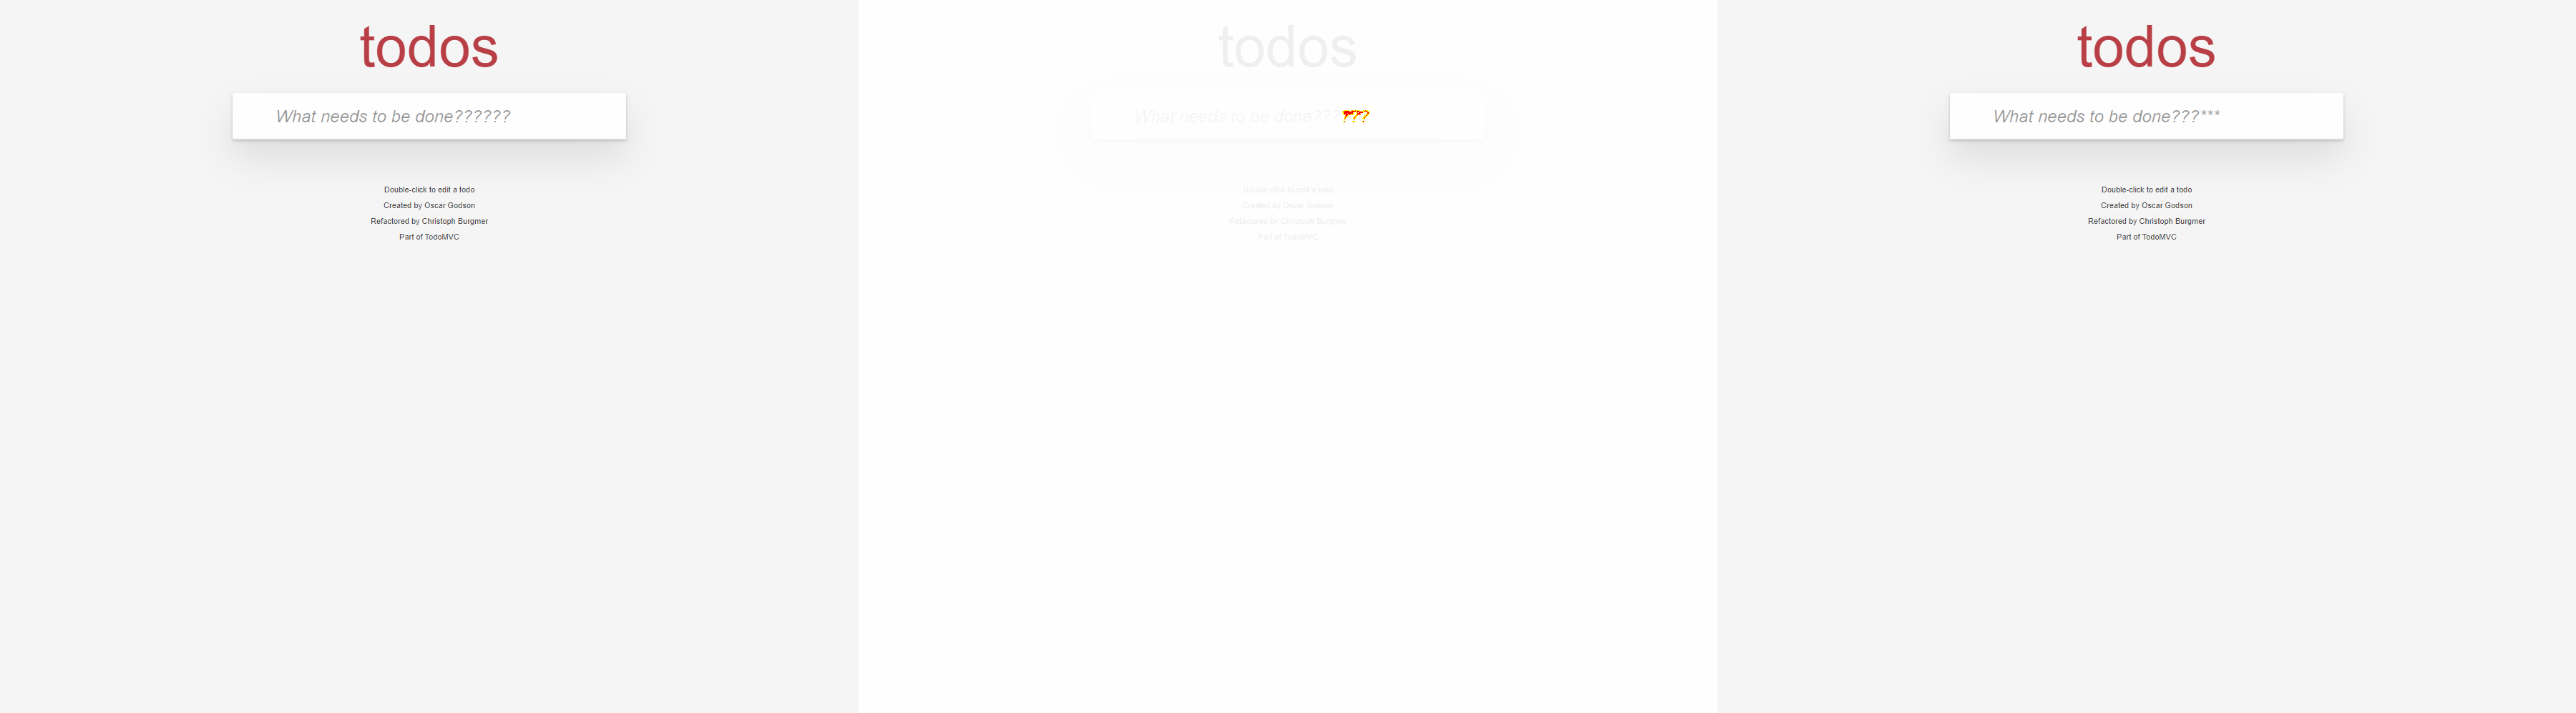 todos
What needs to be done??????
Double-click to edit a todo
Created by Oscar Godson
Refactored by Christoph Burgmer
Part of TodoMVC
todos
What needs to be done??????
Double-click to edit a todo
Created by Oscar Godson
Refactored by Christoph Burgmer
Part of TodoMVC
todos
What needs to be done???***
Double-click to edit a todo
Created by Oscar Godson
Refactored by Christoph Burgmer
Part of TodoMVC